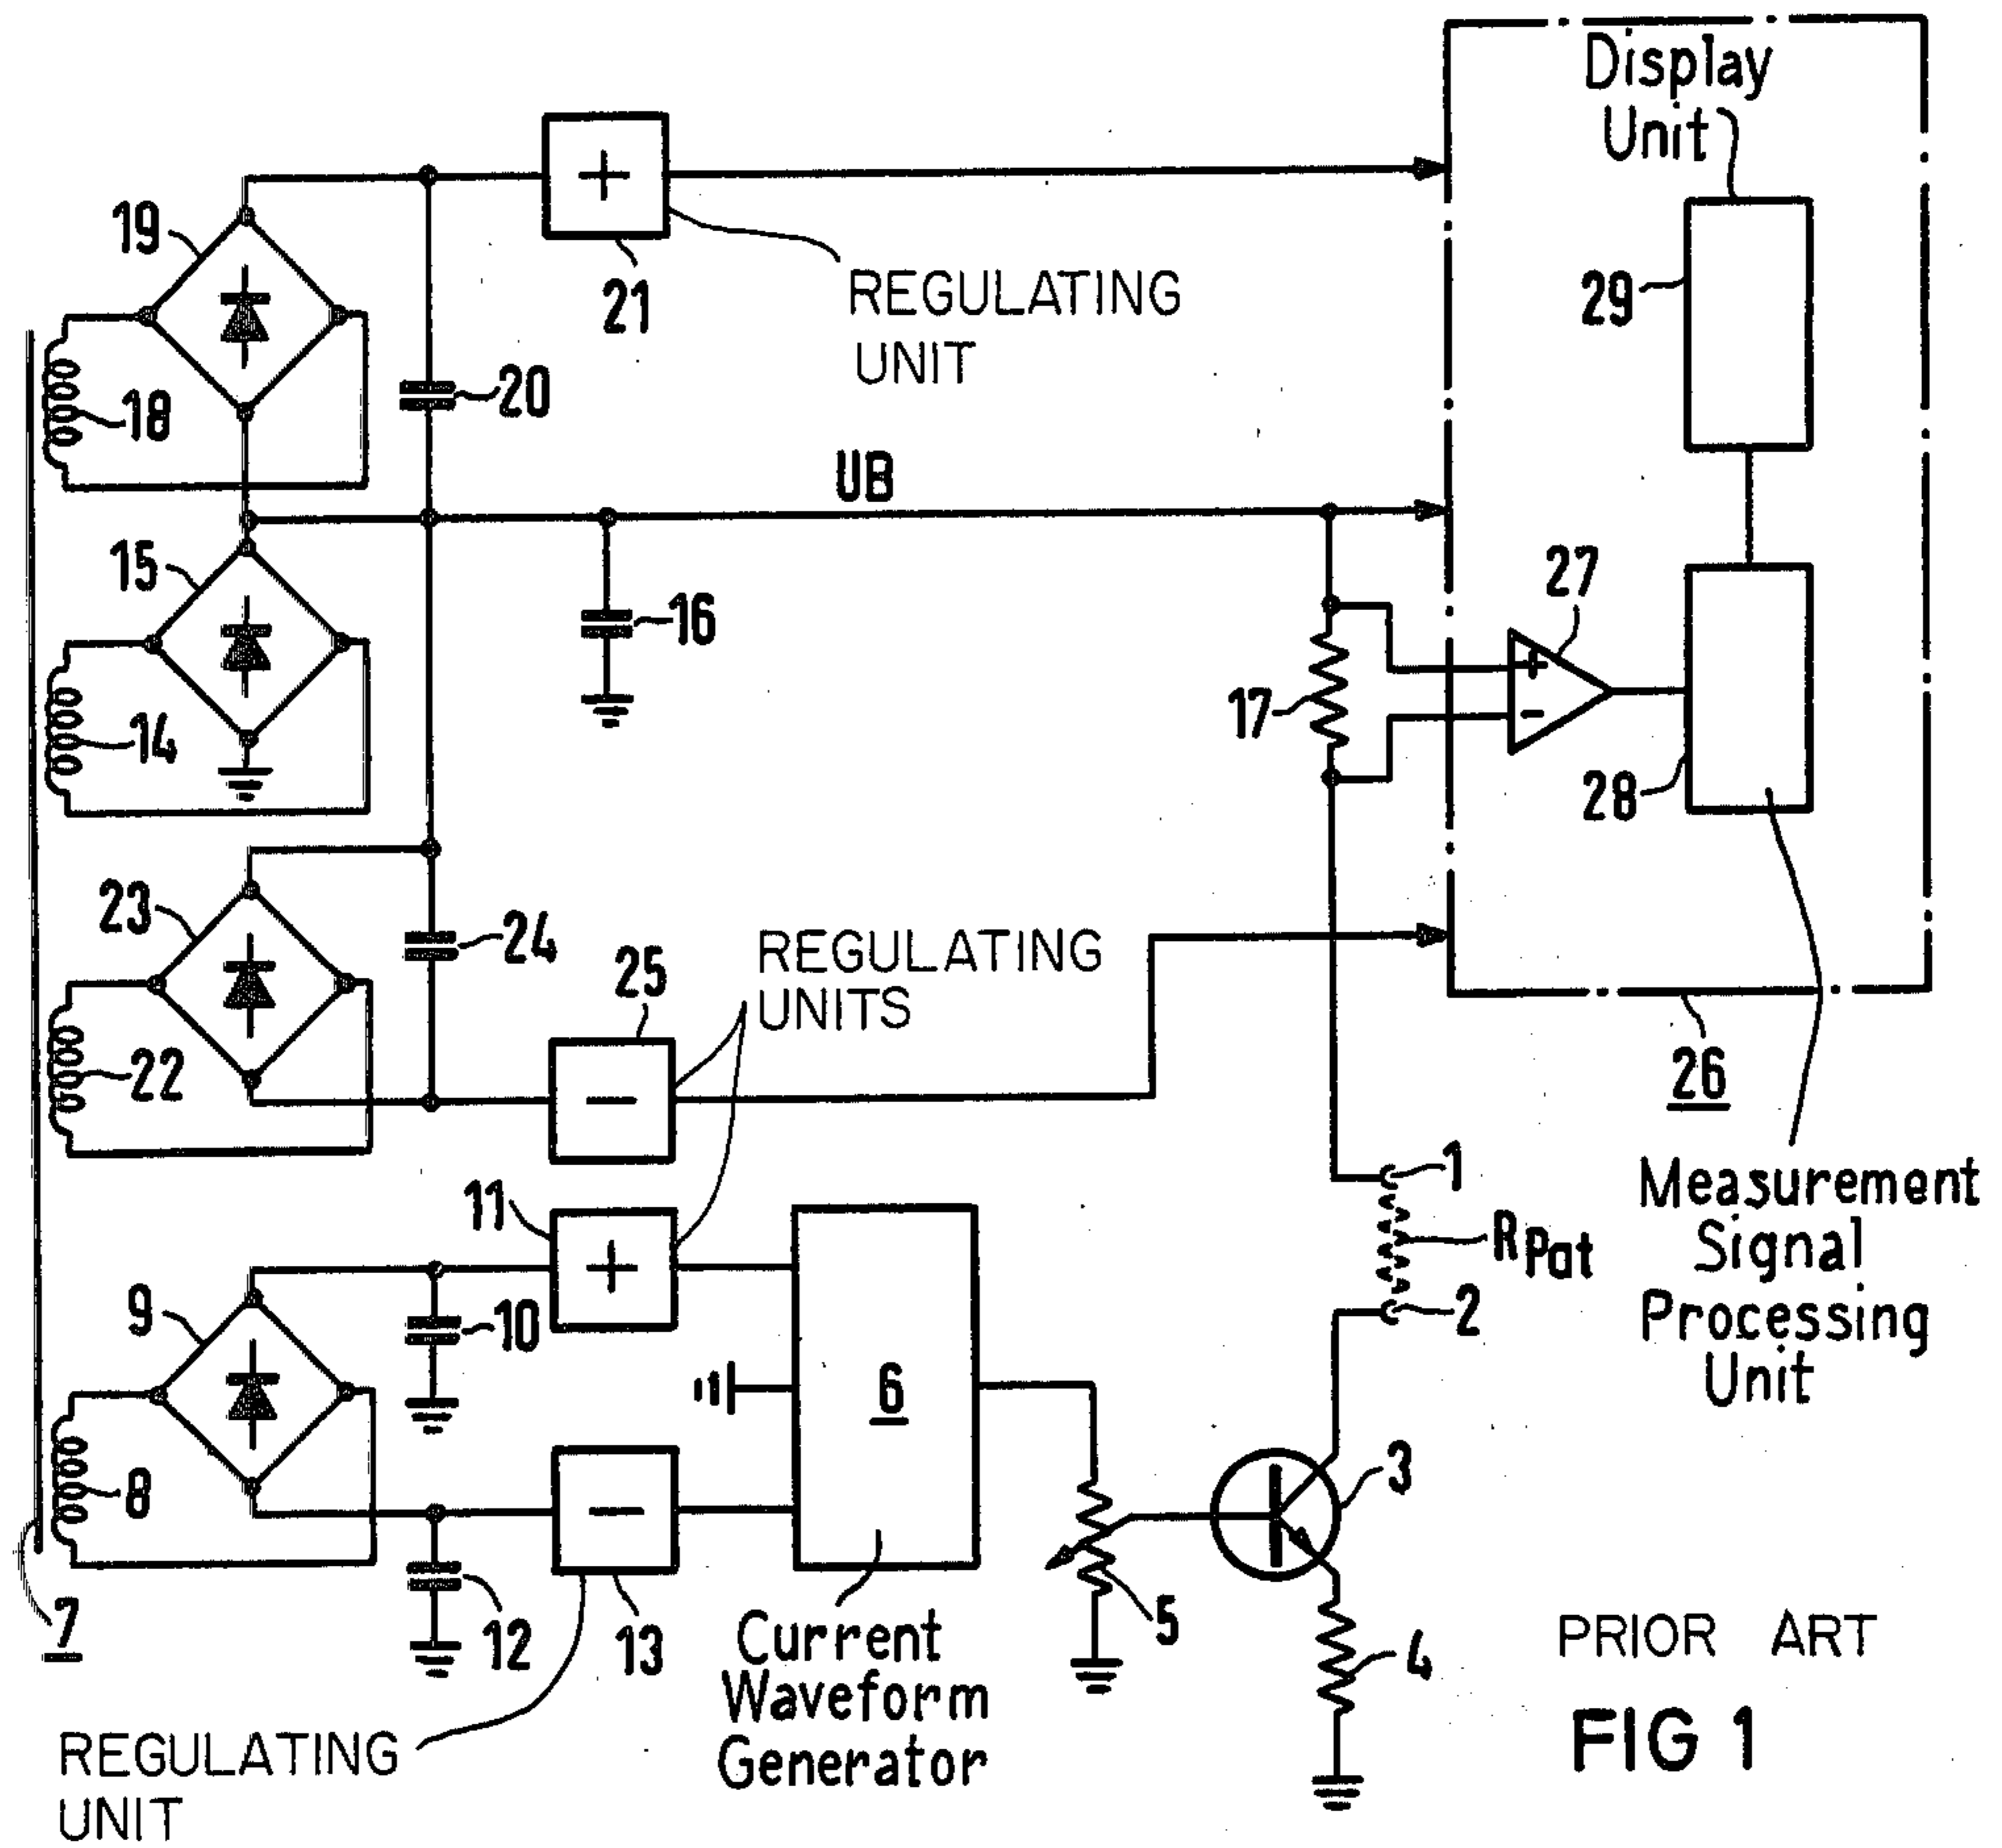 Display
Unit
19
21
REGULATING
UNIT
29
18
20
UB
15
27
16
17
14
28
23
24
REGULATING
UNITS
25
22
26
1
Measurement
Signal
Processing
Unit
11
RPat
9
10
2
6
8
3
7
12
13
5
4
Current
Waveform
Generator
REGULATING
UNIT
PRIOR ART
FIG 1